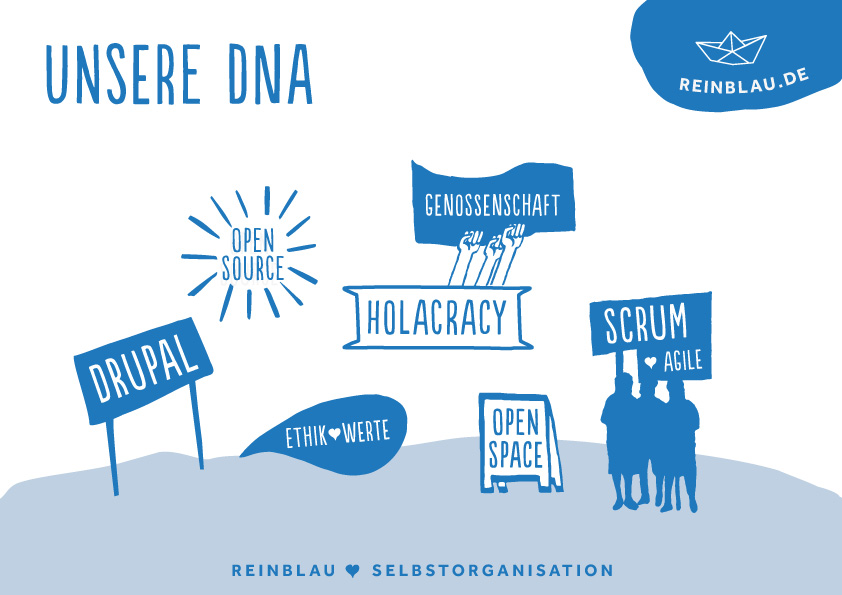 UNSERE DNA
REINBLAU.DE
GENOSSENSCHAFT
OPEN
SOURCE
HOLACRACY
SCRUM
♥ AGILE
DRUPAL
ETHIK♥WERTE
OPEN
SPACE
REINBLAU ♥ SELBSTORGANISATION